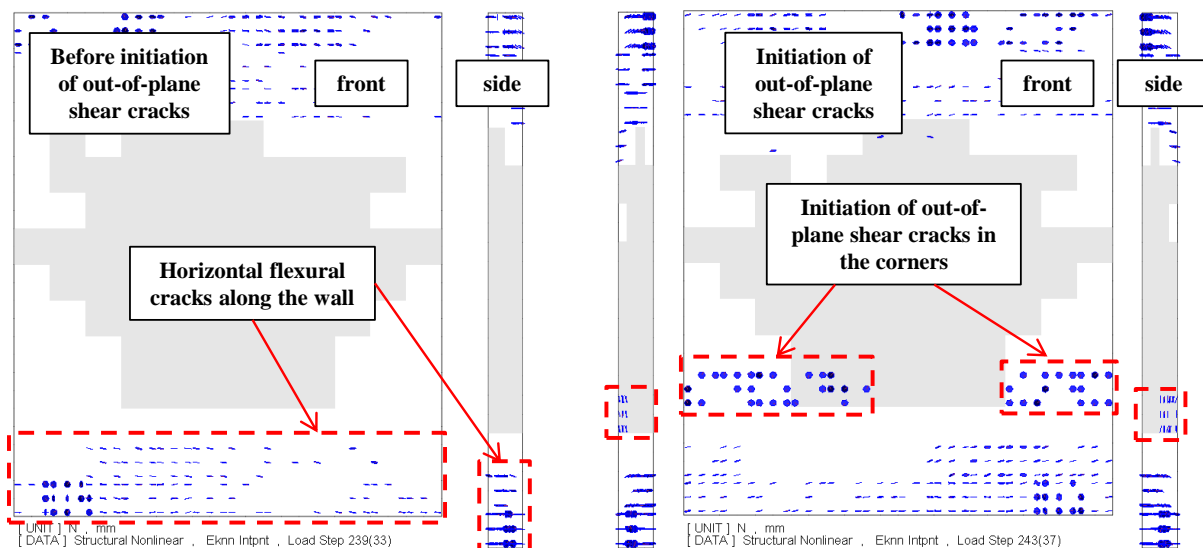 Before initiation
of out-of-plane
shear cracks
front
side
Horizontal flexural
cracks along the wall
[ UNIT ] N , mm
[ DATA ] Structural Nonlinear , Eknn Intpnt , Load Step 239(33)
Initiation of
out-of-plane
shear cracks
front
side
Initiation of out-of-
plane shear cracks in
the corners
[ UNIT ] N , mm
[ DATA ] Structural Nonlinear , Eknn Intpnt , Load Step 243(37)